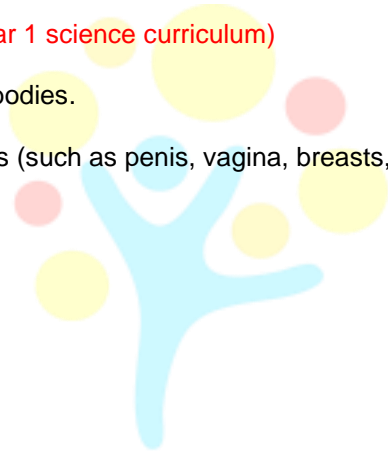 ar 1 science curriculum)
odies.
s (such as penis, vagina, breasts,